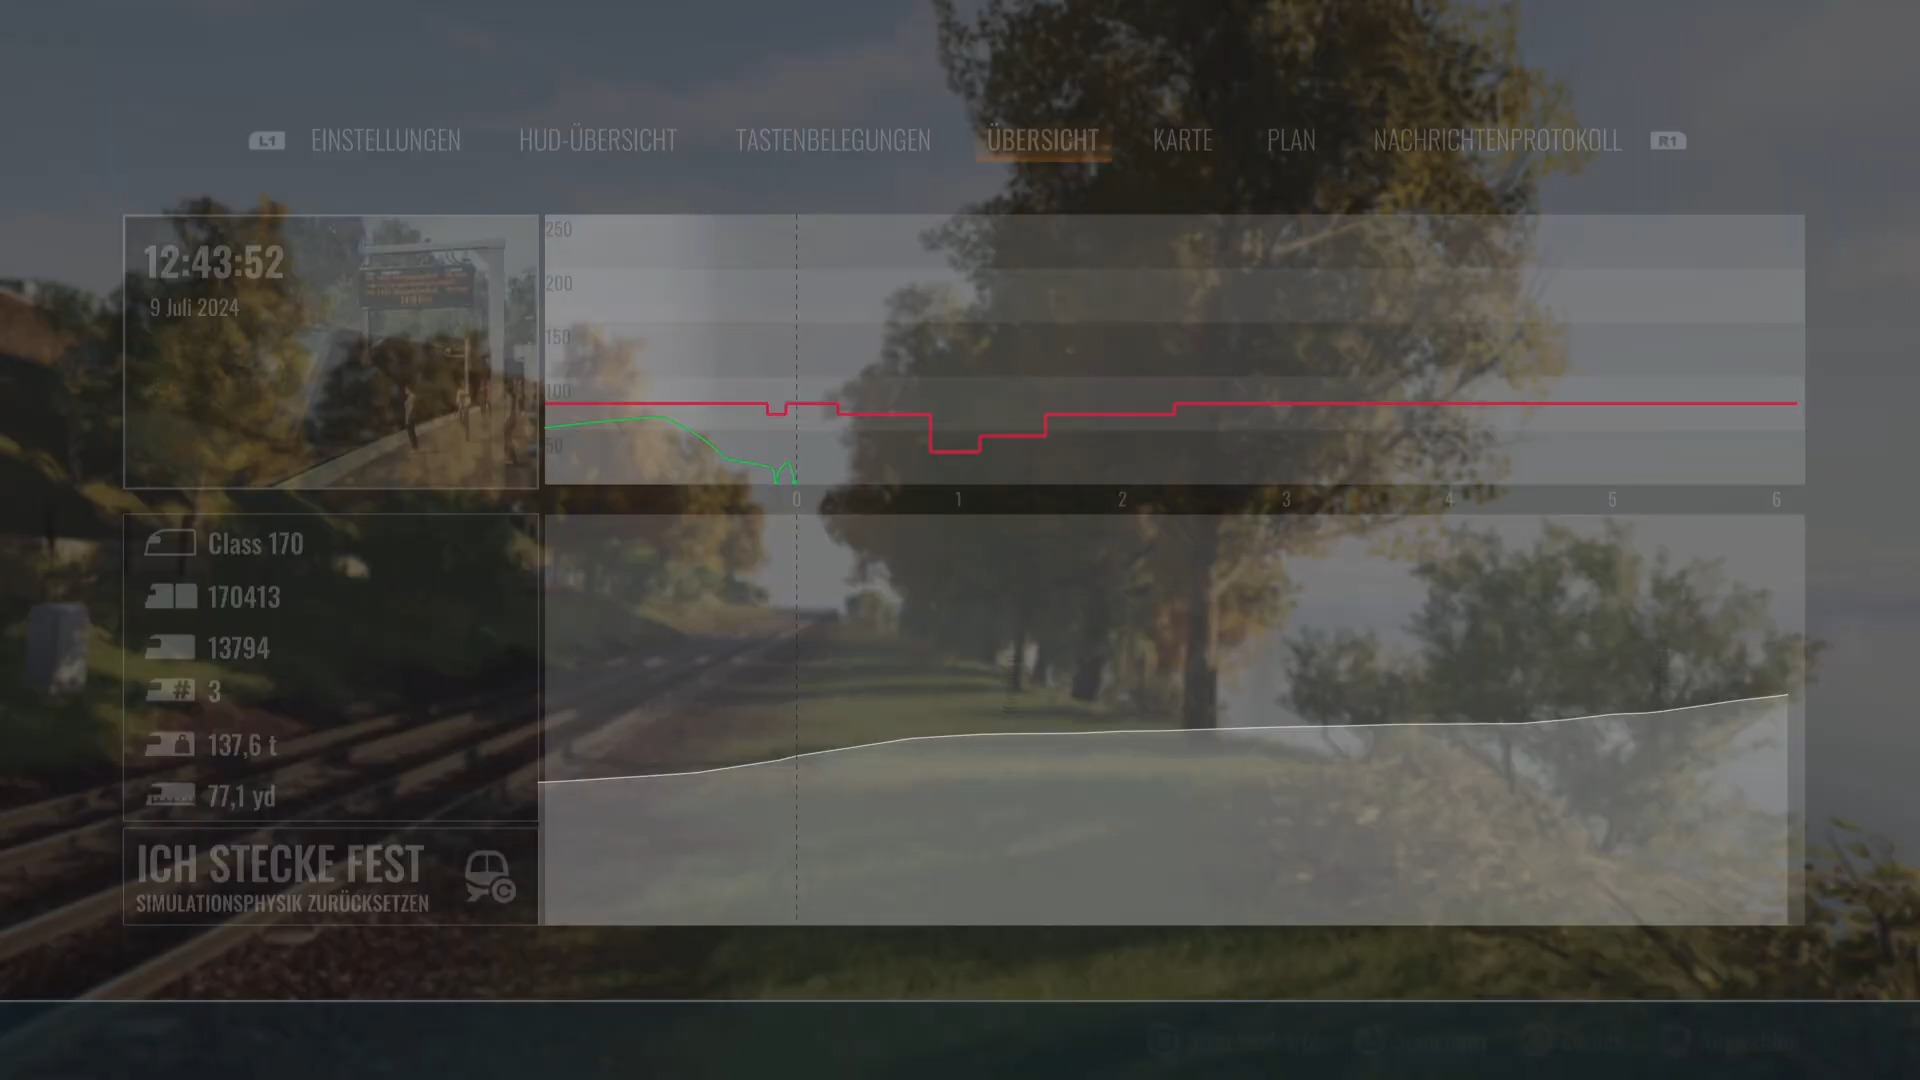 L1 EINSTELLUNGEN HUD-ÜBERSICHT TASTENBELEGUNGEN ÜBERSICHT KARTE PLAN NACHRICHTENPROTOKOLL R1
12:43:52
9 Juli 2024
250
200
150
100
50
0 1 2 3 4 5 6
Class 170
170413
13794
# 3
137,6 t
77,1 yd
ICH STECKE FEST
SIMULATIONSPHYSIK ZURÜCKSETZEN